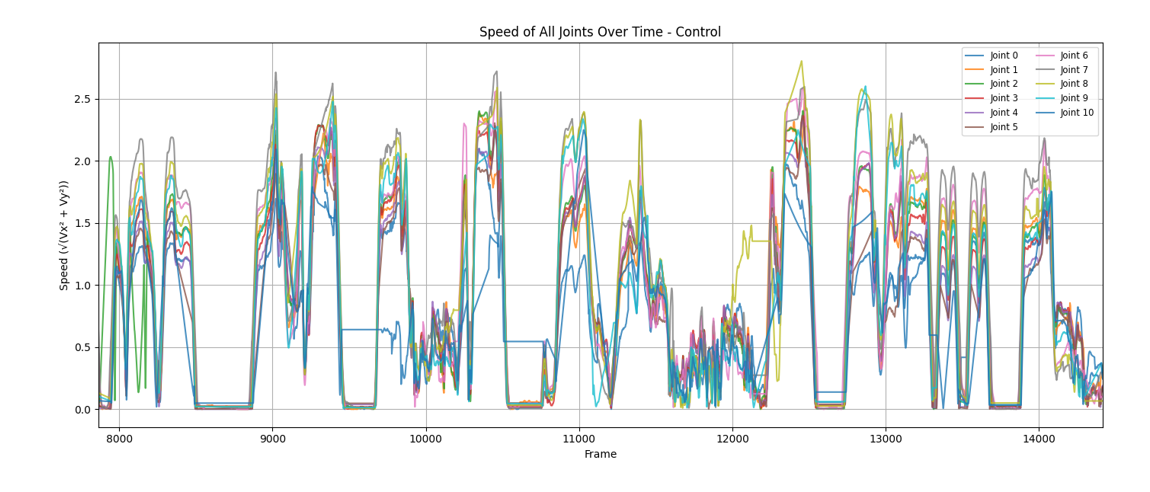 Speed of All Joints Over Time - Control
Speed (√(Vx² + Vy²))
2.5
2.0
1.5
1.0
0.5
0.0
8000 9000 10000 11000 12000 13000 14000
Frame
Joint 0 Joint 6
Joint 1 Joint 7
Joint 2 Joint 8
Joint 3 Joint 9
Joint 4 Joint 10
Joint 5